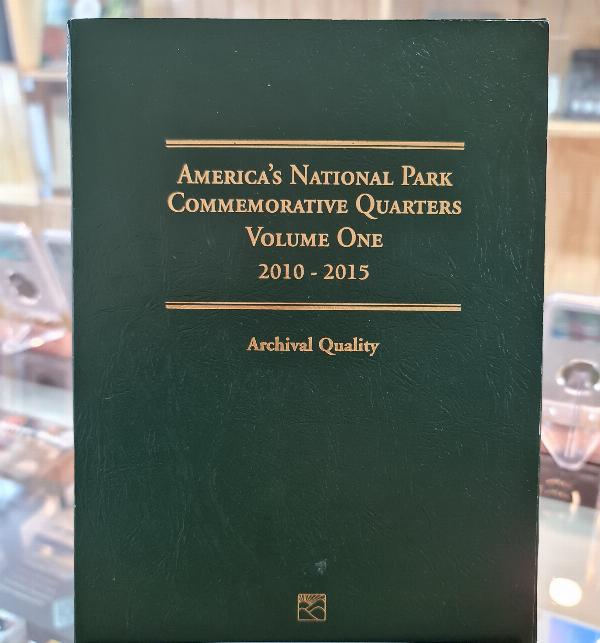 America's National Park
Commemorative Quarters
Volume One
2010 - 2015
Archival Quality